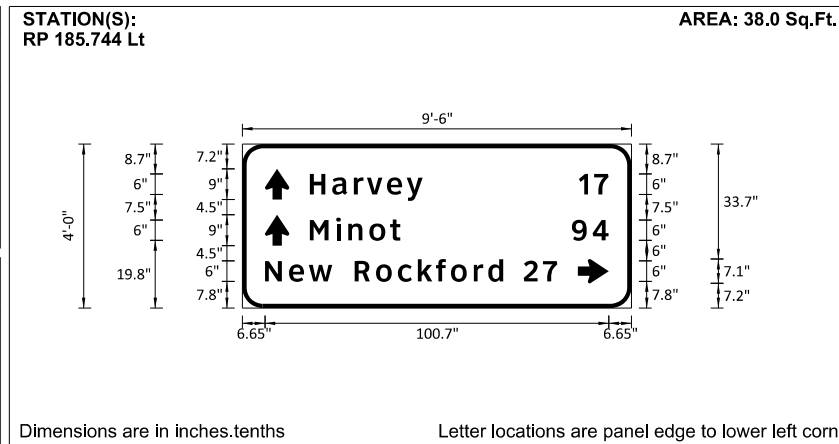 STATION(S):
RP 185.744 Lt
AREA: 38.0 Sq.Ft.
9'-6"
4'-0"
8.7"
6"
7.5"
6"
19.8"
7.2"
9"
4.5"
9"
4.5"
6"
7.8"
Harvey 17
Minot 94
New Rockford 27
8.7"
6"
7.5"
6"
6"
6"
7.8"
33.7"
7.1"
7.2"
6.65" 100.7" 6.65"
Dimensions are in inches.tenths
Letter locations are panel edge to lower left corn